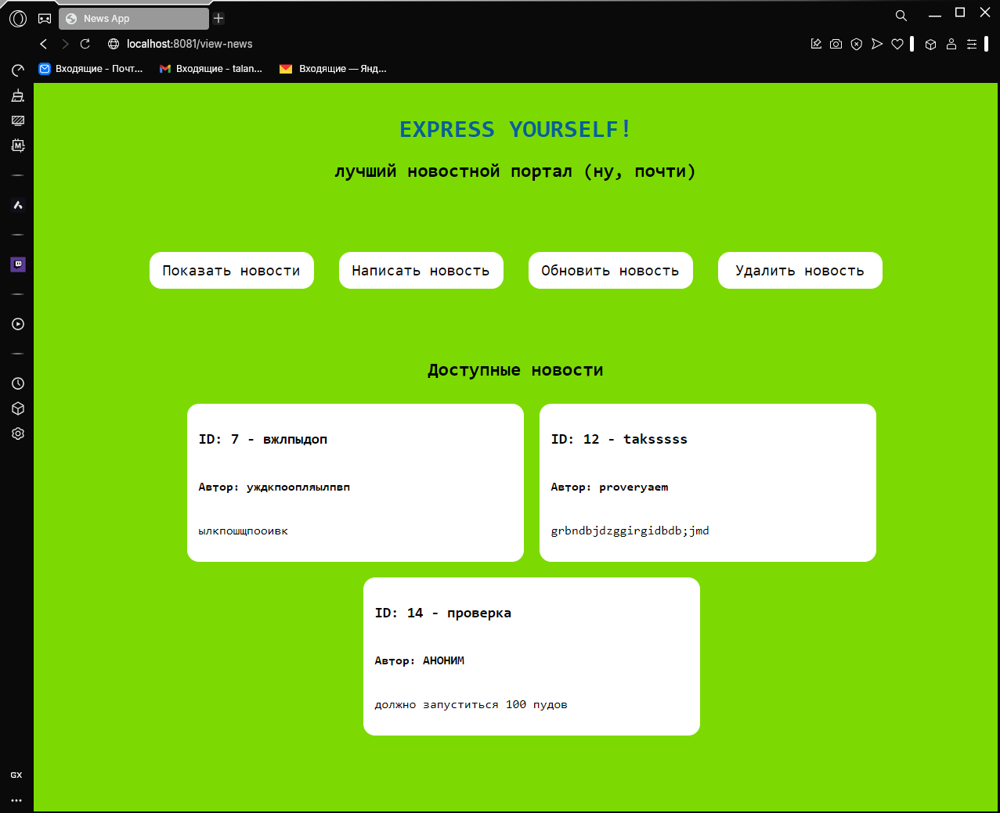 News App
localhost:8081/view-news
Входящие - Почт...
Входящие - talan...
Входящие — Янд...
M
EXPRESS YOURSELF!
лучший новостной портал (ну, почти)
Показать новости
Написать новость
Обновить новость
Удалить новость
Доступные новости
ID: 7 - вжлпыдоп
Автор: уждкпоопляылпвп
ылкпошщпооивк
ID: 12 - taksssss
Автор: proveryaem
grbndbjdzggirgidbdb;jmd
ID: 14 - проверка
Автор: АНОНИМ
должно запуститься 100 пудов
GX